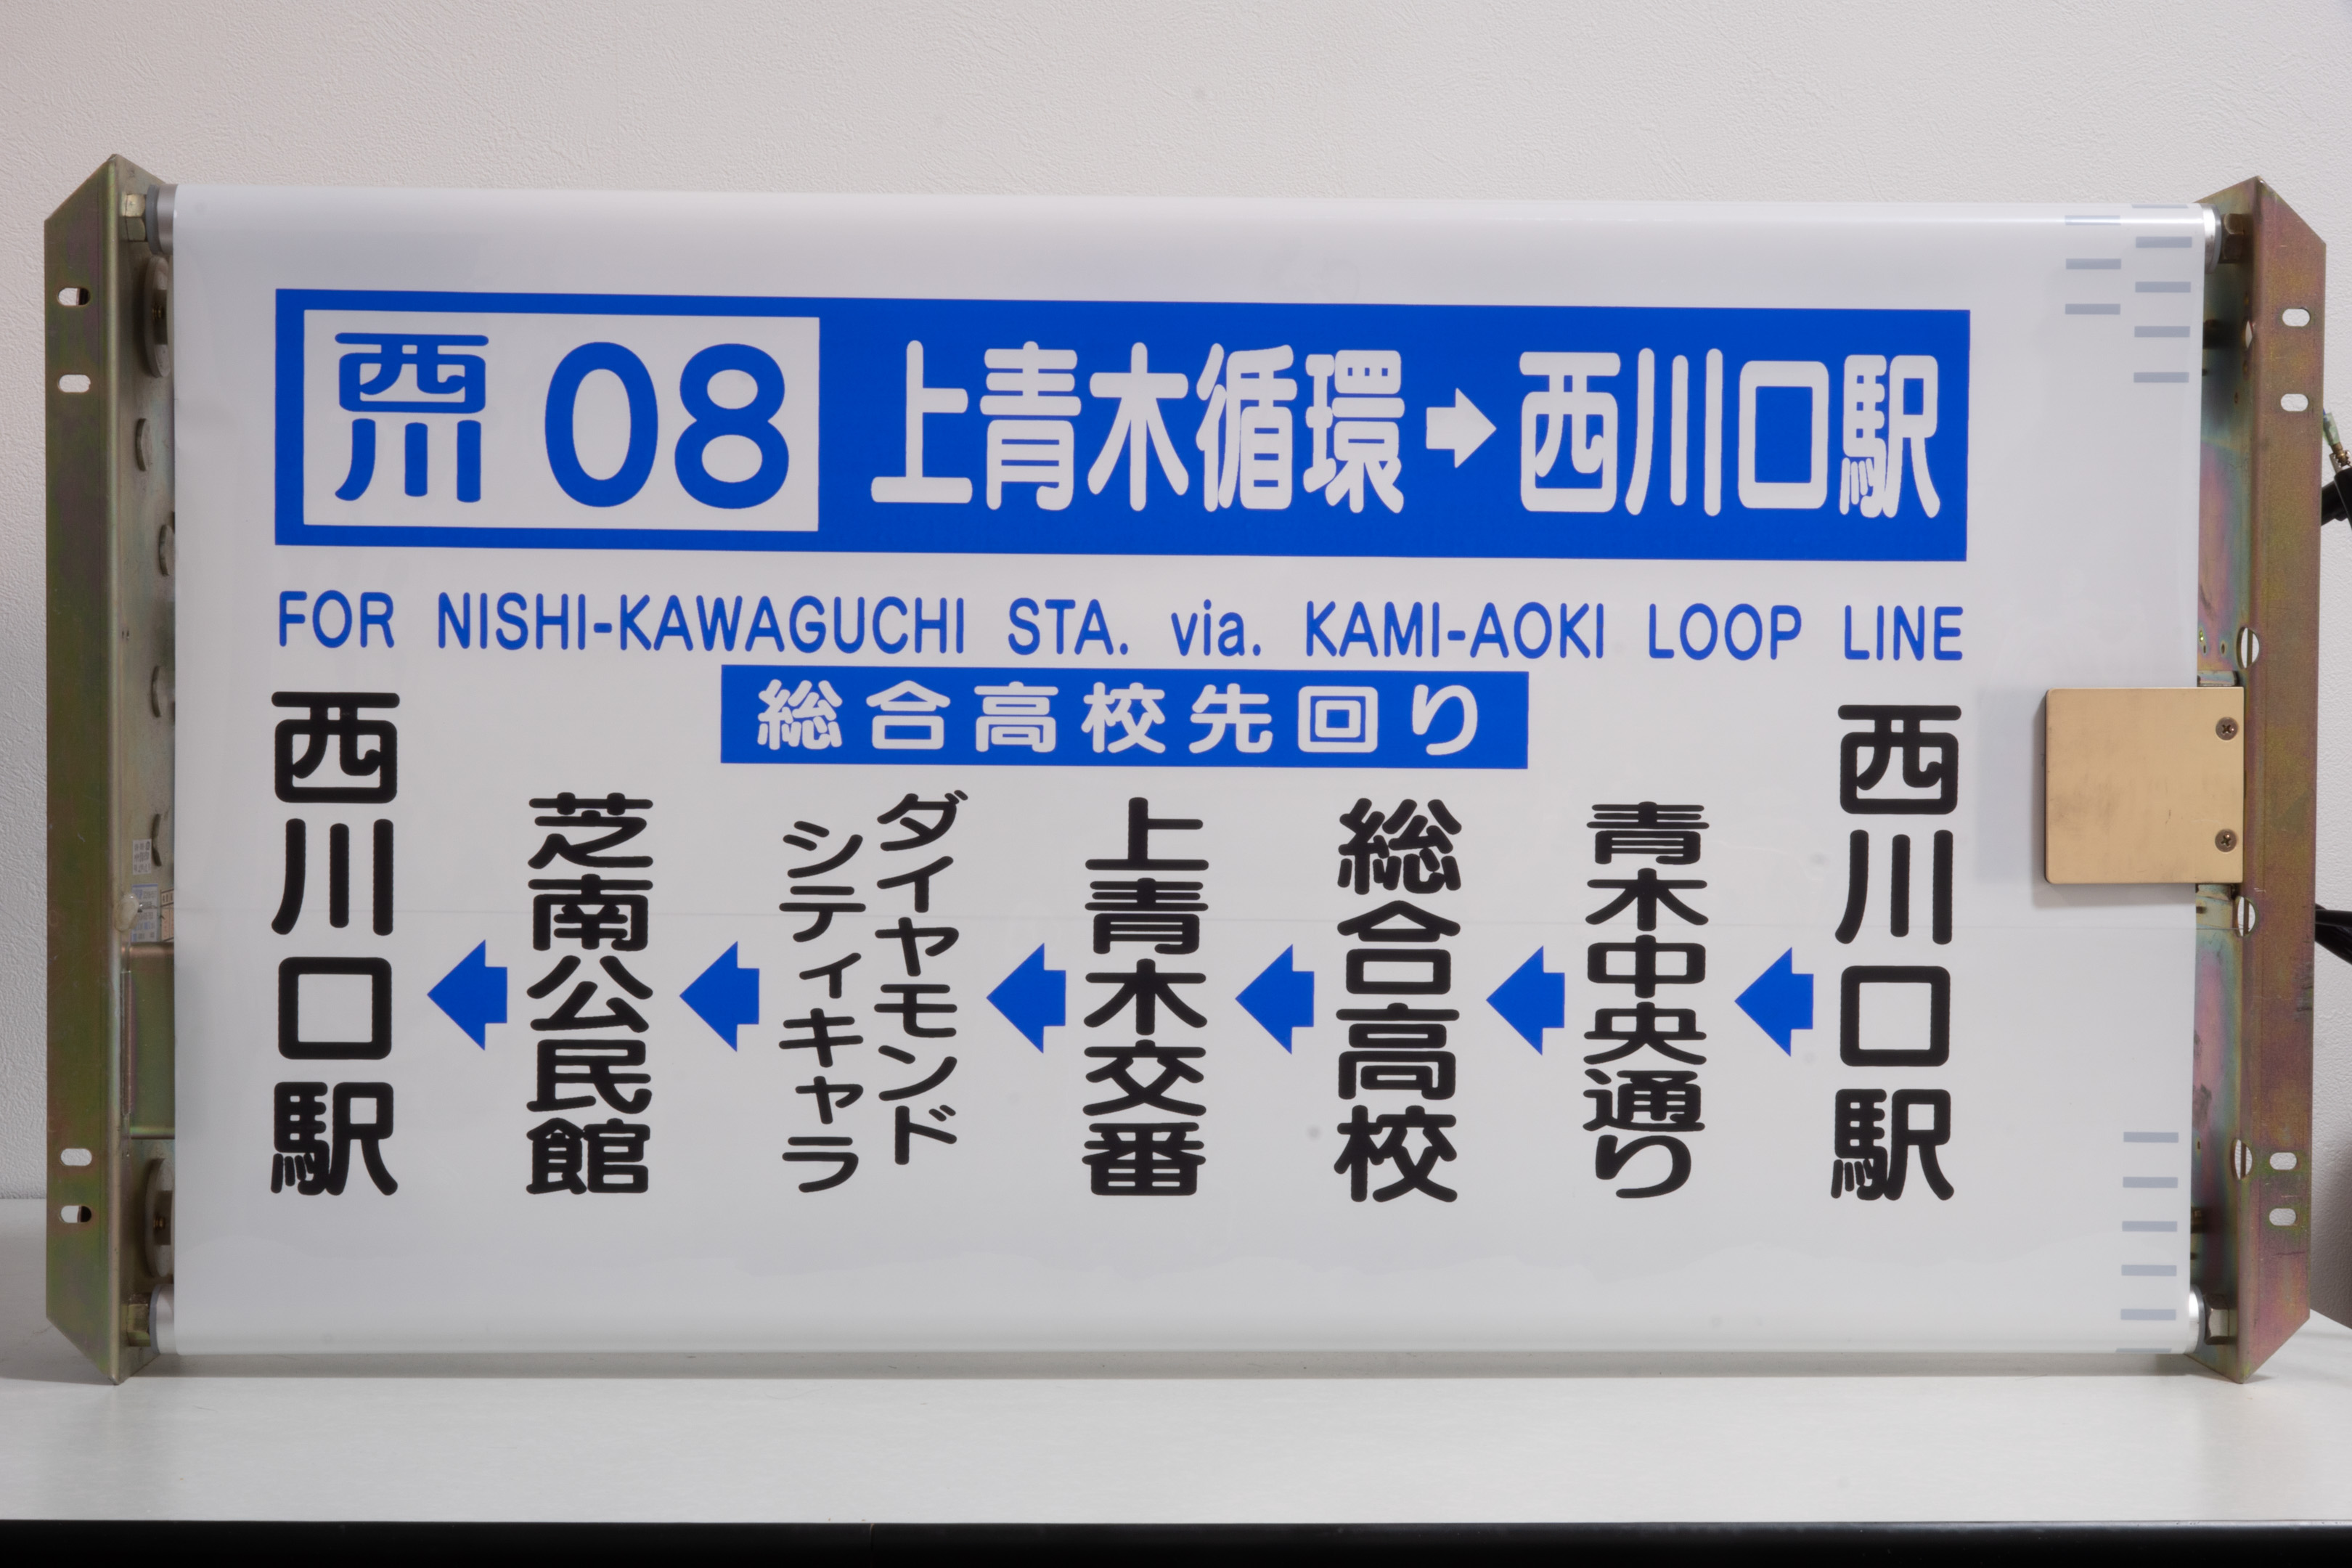 西川 08 上青木循環➡西川口駅
FOR NISHI-KAWAGUCHI STA. via. KAMI-AOKI LOOP LINE
総合高校先回り
西川口駅
⬅
青木中央通り
⬅
総合高校
⬅
上青木交番
⬅
ダイヤモンド
シティキャラ
⬅
芝南公民館
⬅
西川口駅